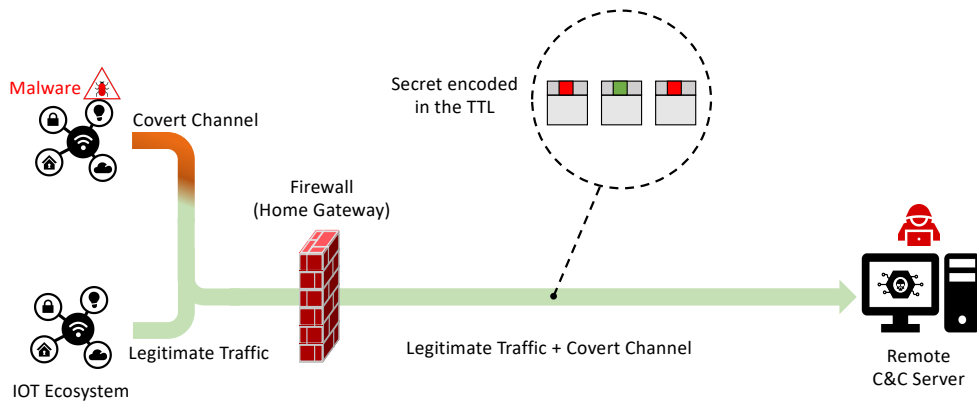 Malware
Covert Channel
Secret encoded
in the TTL
Firewall
(Home Gateway)
Legitimate Traffic
IOT Ecosystem
Legitimate Traffic + Covert Channel
Remote
C&C Server